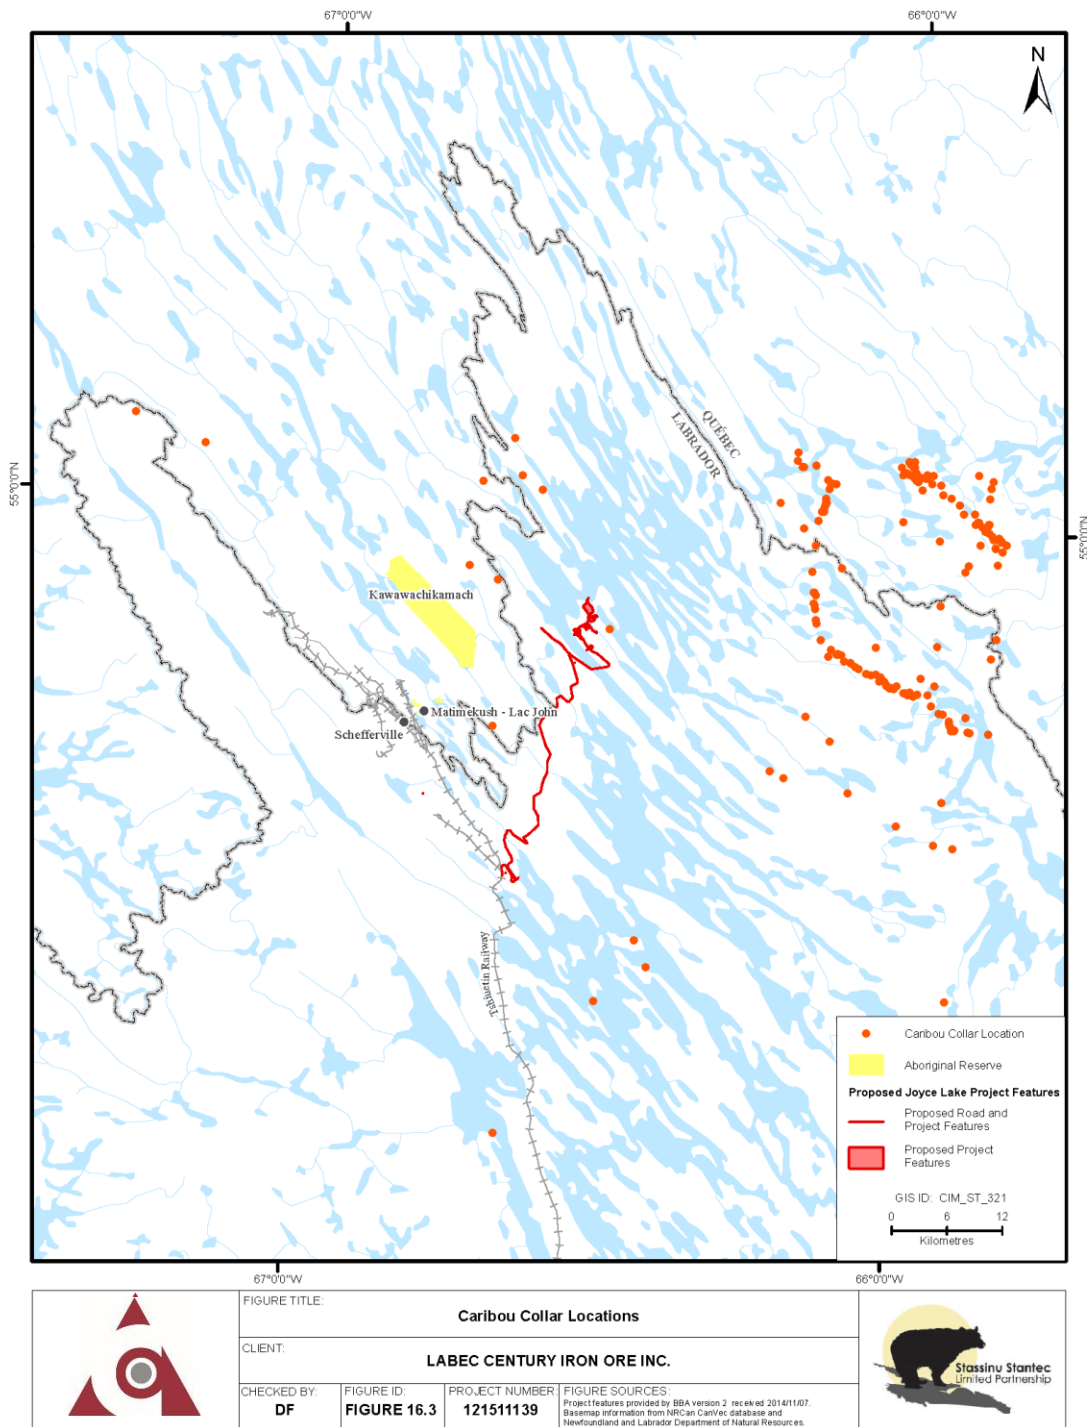 67°0'0"W
66°0'0"W
N
QUÉBEC
LABRADOR
55°0'0"N
55°0'0"N
Kawawachikamach
Matimekush - Lac John
Schefferville
Tshiuetin Railway
Caribou Collar Location
Aboriginal Reserve
Proposed Joyce Lake Project Features
Proposed Road and
Project Features
Proposed Project
Features
GIS ID: CIM_ST_321
0 6 12
Kilometres
67°0'0"W
66°0'0"W
FIGURE TITLE:
Caribou Collar Locations
CLIENT:
LABEC CENTURY IRON ORE INC.
CHECKED BY:
DF
FIGURE ID:
FIGURE 16.3
PROJECT NUMBER:
121511139
FIGURE SOURCES:
Project features provided by BBA version 2 received 2014/11/07.
Basemap information from NRCan CanVec database and
Newfoundland and Labrador Department of Natural Resources.
Stassinu Stantec
Limited Partnership